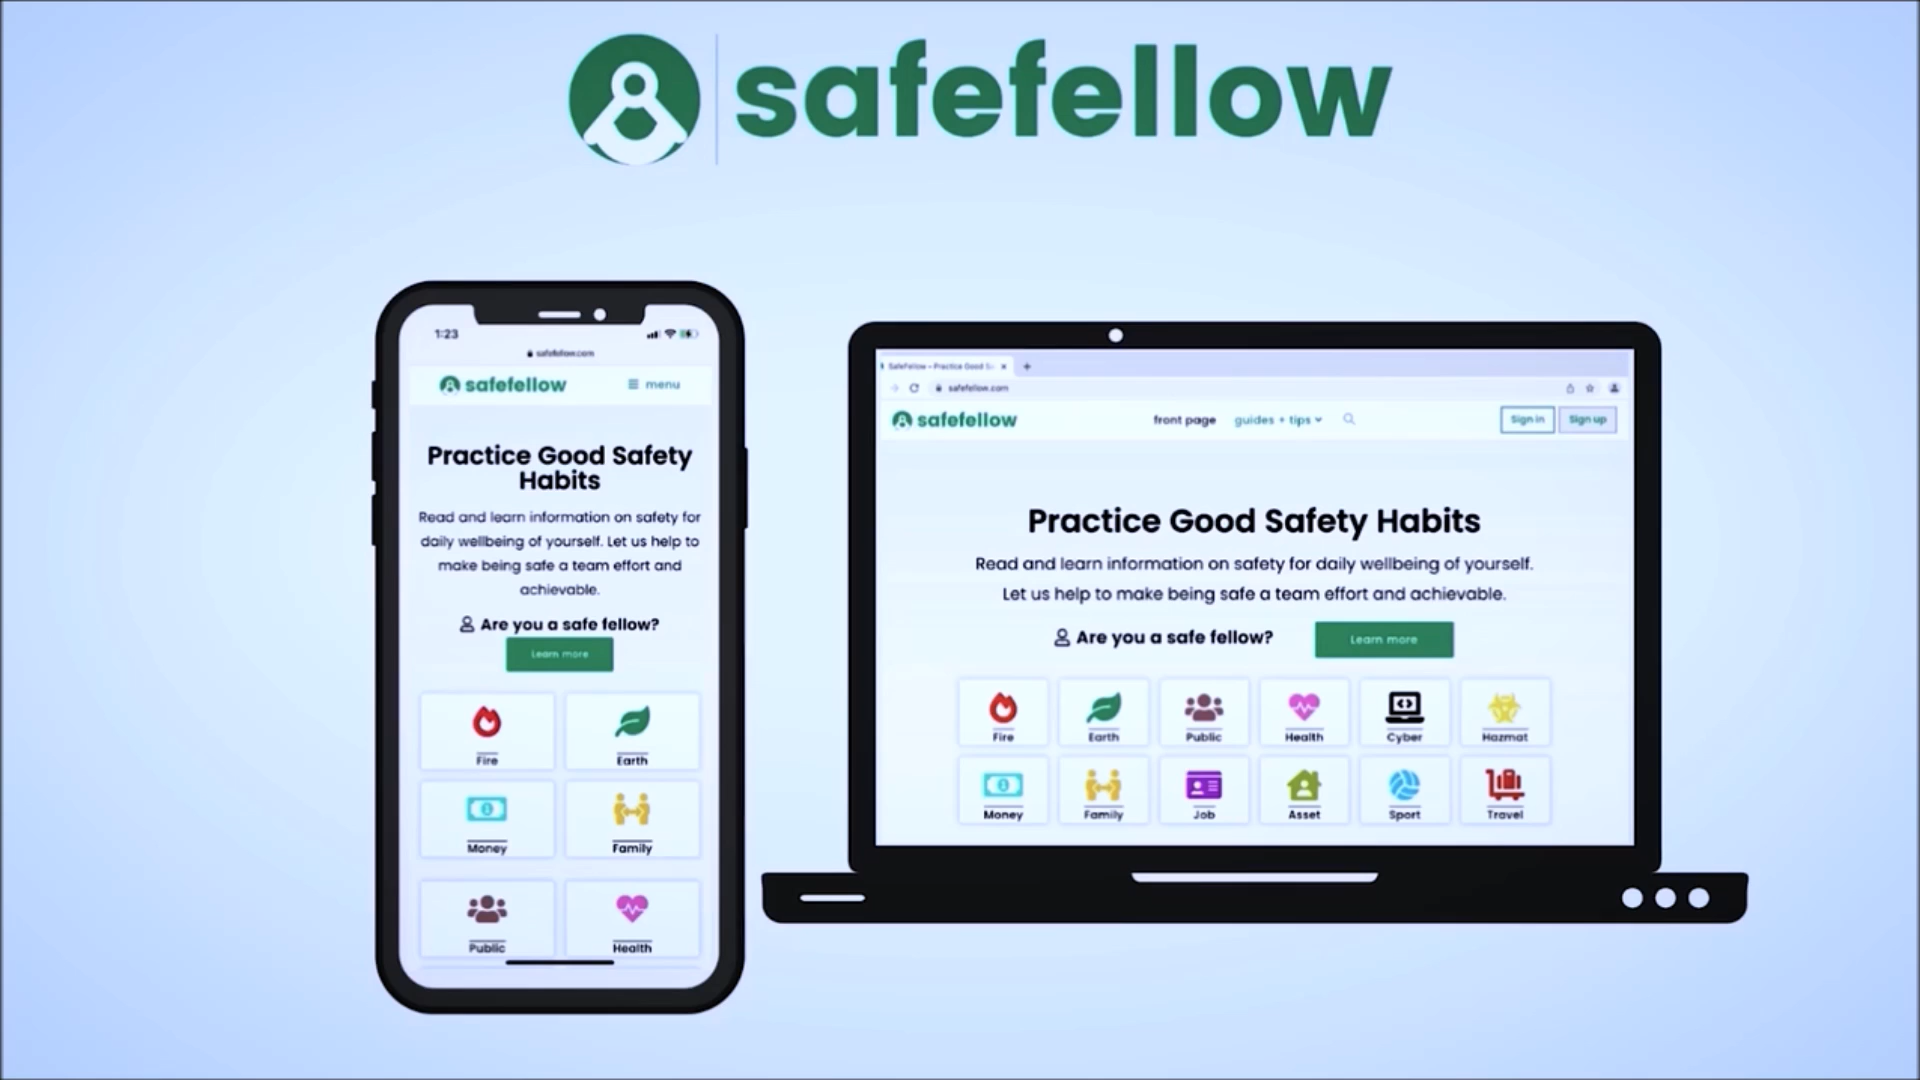 safefellow
1:23
safefellow.com
safefellow
menu
Practice Good Safety
Habits
Read and learn information on safety for
daily wellbeing of yourself. Let us help to
make being safe a team effort and
achievable.
Are you a safe fellow?
Learn more
Fire
Earth
Money
Family
Public
Health
SafeFellow – Practice Good Sa
safefellow.com
safefellow
front page
guides + tips
Sign in
Sign up
Practice Good Safety Habits
Read and learn information on safety for daily wellbeing of yourself.
Let us help to make being safe a team effort and achievable.
Are you a safe fellow?
Learn more
Fire
Earth
Public
Health
Cyber
Hazmat
Money
Family
Job
Asset
Sport
Travel